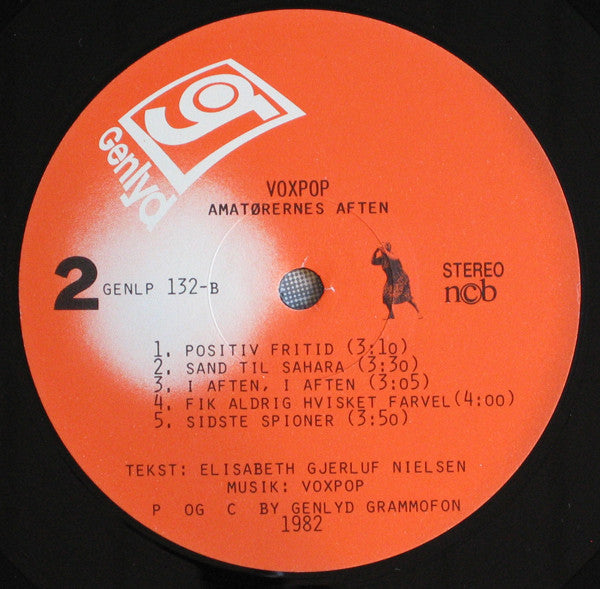 Genlyd
VOXPOP
AMATØRERNES AFTEN
2 GENLP 132-B
STEREO
ncb
1. POSITIV FRITID (3:10)
2. SAND TIL SAHARA (3:30)
3. I AFTEN, I AFTEN (3:05)
4. FIK ALDRIG HVISKET FARVEL(4:00)
5. SIDSTE SPIONER (3:50)
TEKST: ELISABETH GJERLUF NIELSEN
MUSIK: VOXPOP
P OG C BY GENLYD GRAMMOFON
1982